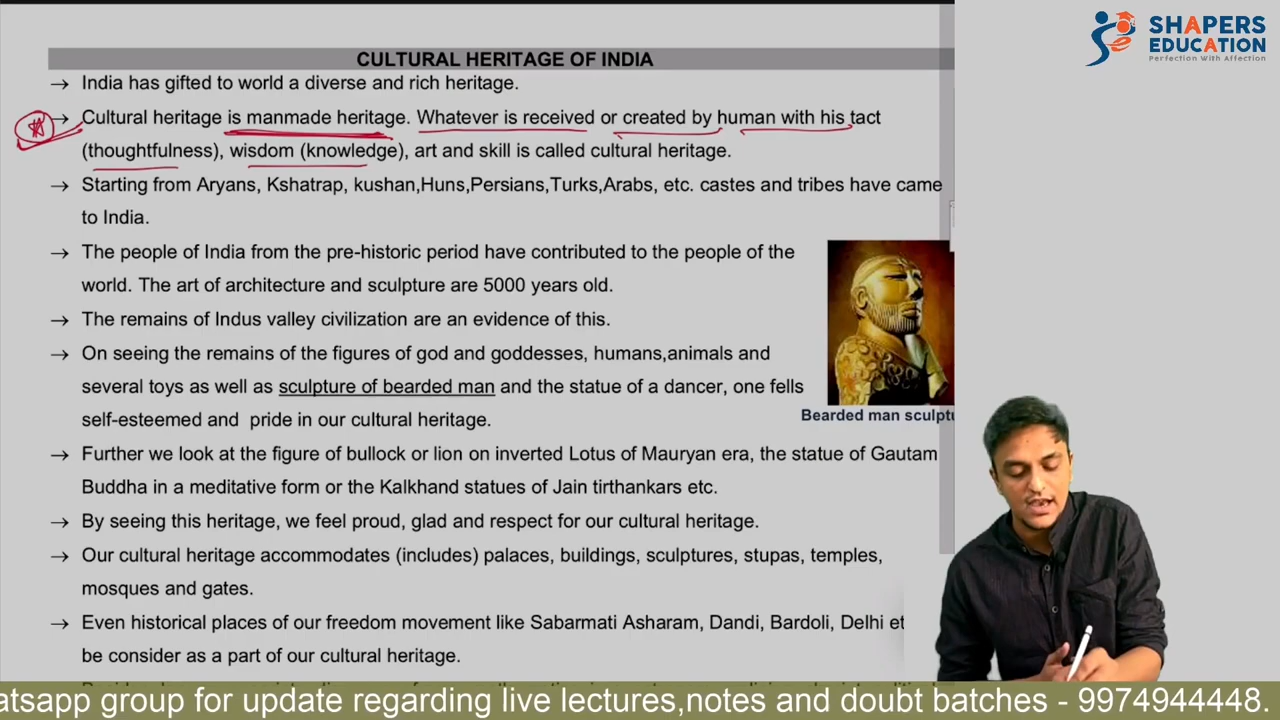 SHAPERS
EDUCATION
Perfection With Affection
CULTURAL HERITAGE OF INDIA
→ India has gifted to world a diverse and rich heritage.
→ Cultural heritage is manmade heritage. Whatever is received or created by human with his tact
(thoughtfulness), wisdom (knowledge), art and skill is called cultural heritage.
→ Starting from Aryans, Kshatrap, kushan,Huns,Persians,Turks,Arabs, etc. castes and tribes have came
to India.
→ The people of India from the pre-historic period have contributed to the people of the
world. The art of architecture and sculpture are 5000 years old.
→ The remains of Indus valley civilization are an evidence of this.
→ On seeing the remains of the figures of god and goddesses, humans,animals and
several toys as well as sculpture of bearded man and the statue of a dancer, one fells
self-esteemed and pride in our cultural heritage.
Bearded man sculptu
→ Further we look at the figure of bullock or lion on inverted Lotus of Mauryan era, the statue of Gautam
Buddha in a meditative form or the Kalkhand statues of Jain tirthankars etc.
→ By seeing this heritage, we feel proud, glad and respect for our cultural heritage.
→ Our cultural heritage accommodates (includes) palaces, buildings, sculptures, stupas, temples,
mosques and gates.
→ Even historical places of our freedom movement like Sabarmati Asharam, Dandi, Bardoli, Delhi et
be consider as a part of our cultural heritage.
atsapp group for update regarding live lectures,notes and doubt batches - 9974944448.